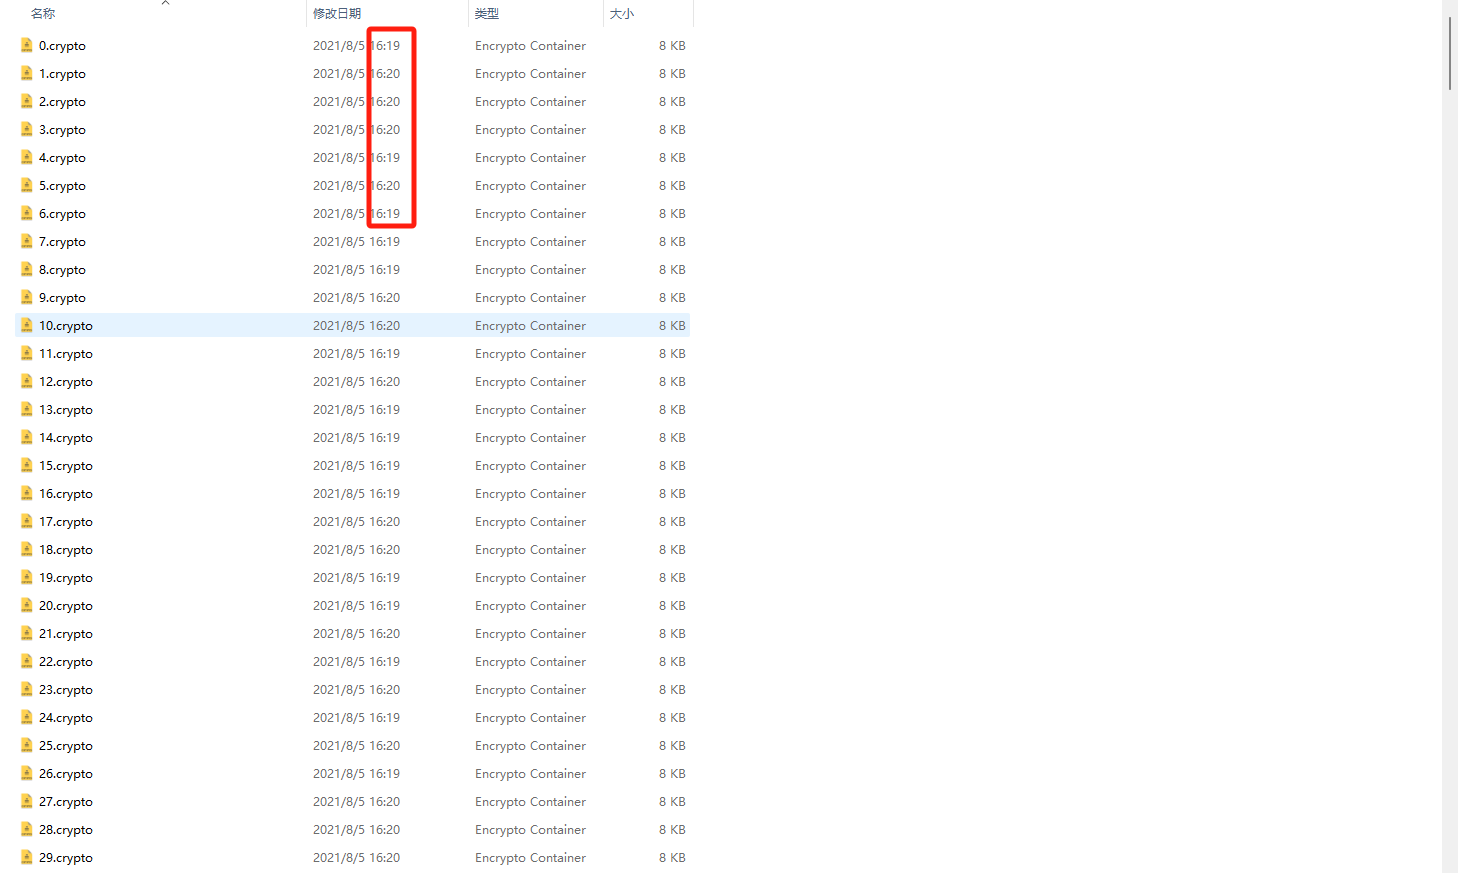 名称 修改日期 类型 大小
0.crypto 2021/8/5 16:19 Encrypto Container 8 KB
1.crypto 2021/8/5 16:20 Encrypto Container 8 KB
2.crypto 2021/8/5 16:20 Encrypto Container 8 KB
3.crypto 2021/8/5 16:20 Encrypto Container 8 KB
4.crypto 2021/8/5 16:19 Encrypto Container 8 KB
5.crypto 2021/8/5 16:20 Encrypto Container 8 KB
6.crypto 2021/8/5 16:19 Encrypto Container 8 KB
7.crypto 2021/8/5 16:19 Encrypto Container 8 KB
8.crypto 2021/8/5 16:19 Encrypto Container 8 KB
9.crypto 2021/8/5 16:20 Encrypto Container 8 KB
10.crypto 2021/8/5 16:20 Encrypto Container 8 KB
11.crypto 2021/8/5 16:19 Encrypto Container 8 KB
12.crypto 2021/8/5 16:20 Encrypto Container 8 KB
13.crypto 2021/8/5 16:19 Encrypto Container 8 KB
14.crypto 2021/8/5 16:19 Encrypto Container 8 KB
15.crypto 2021/8/5 16:19 Encrypto Container 8 KB
16.crypto 2021/8/5 16:19 Encrypto Container 8 KB
17.crypto 2021/8/5 16:20 Encrypto Container 8 KB
18.crypto 2021/8/5 16:20 Encrypto Container 8 KB
19.crypto 2021/8/5 16:19 Encrypto Container 8 KB
20.crypto 2021/8/5 16:19 Encrypto Container 8 KB
21.crypto 2021/8/5 16:20 Encrypto Container 8 KB
22.crypto 2021/8/5 16:19 Encrypto Container 8 KB
23.crypto 2021/8/5 16:20 Encrypto Container 8 KB
24.crypto 2021/8/5 16:19 Encrypto Container 8 KB
25.crypto 2021/8/5 16:20 Encrypto Container 8 KB
26.crypto 2021/8/5 16:19 Encrypto Container 8 KB
27.crypto 2021/8/5 16:20 Encrypto Container 8 KB
28.crypto 2021/8/5 16:20 Encrypto Container 8 KB
29.crypto 2021/8/5 16:20 Encrypto Container 8 KB